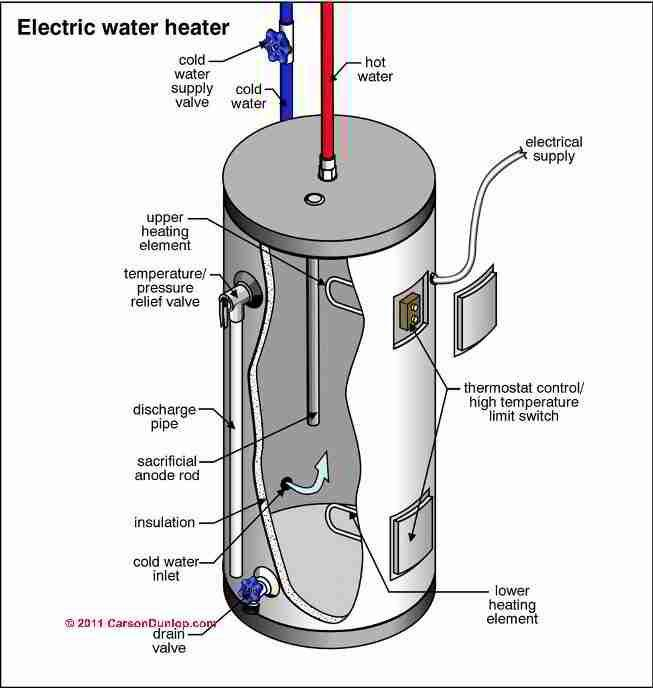 Electric water heater
cold
water
supply
valve
cold
water
hot
water
electrical
supply
upper
heating
element
temperature/
pressure
relief valve
thermostat control/
high temperature
limit switch
discharge
pipe
sacrificial
anode rod
insulation
cold water
inlet
lower
heating
element
© 2011 CarsonDunlop.com
drain
valve